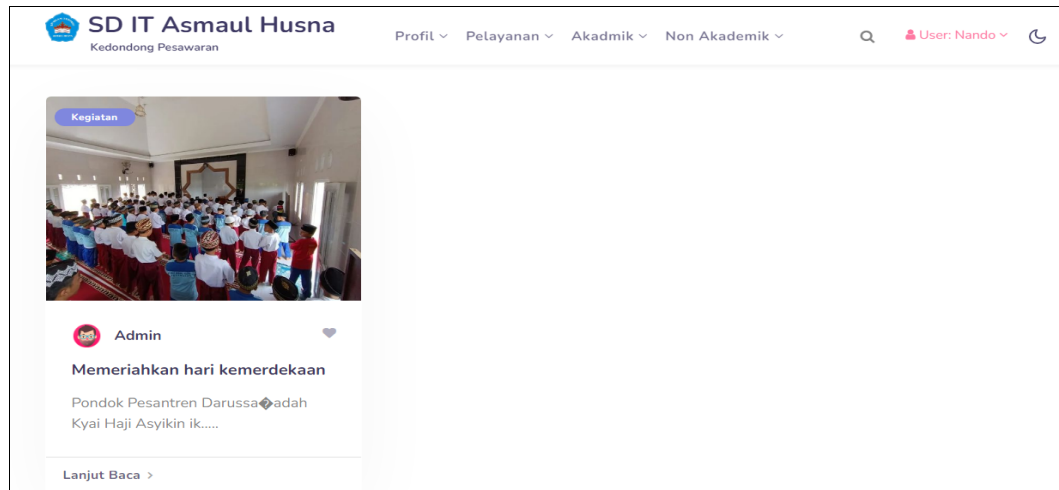 SD IT Asmaul Husna
Kedondong Pesawaran
Profil Pelayanan Akadmik Non Akademik User: Nando
Kegiatan
Admin
Memeriahkan hari kemerdekaan
Pondok Pesantren Darussa�adah
Kyai Haji Asyikin ik.....
Lanjut Baca >